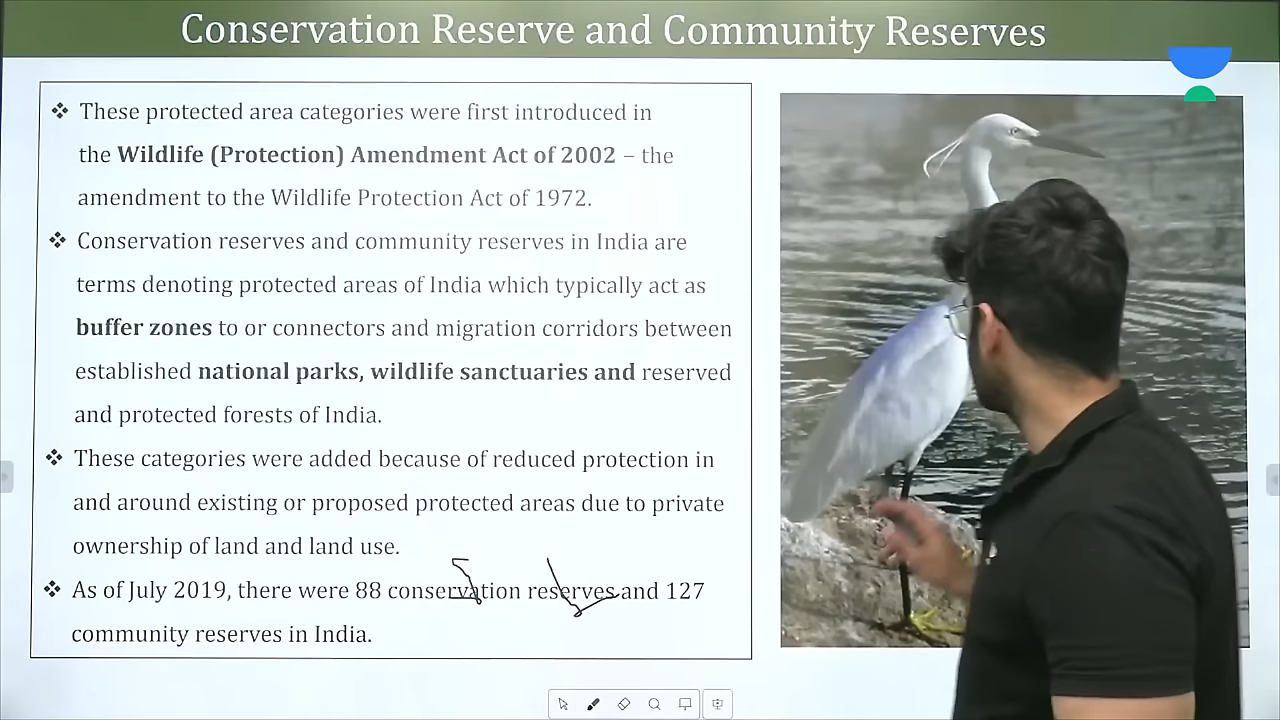 Conservation Reserve and Community Reserves
❖ These protected area categories were first introduced in
the Wildlife (Protection) Amendment Act of 2002 – the
amendment to the Wildlife Protection Act of 1972.
❖ Conservation reserves and community reserves in India are
terms denoting protected areas of India which typically act as
buffer zones to or connectors and migration corridors between
established national parks, wildlife sanctuaries and reserved
and protected forests of India.
❖ These categories were added because of reduced protection in
and around existing or proposed protected areas due to private
ownership of land and land use.
❖ As of July 2019, there were 88 conservation reserves and 127
community reserves in India.